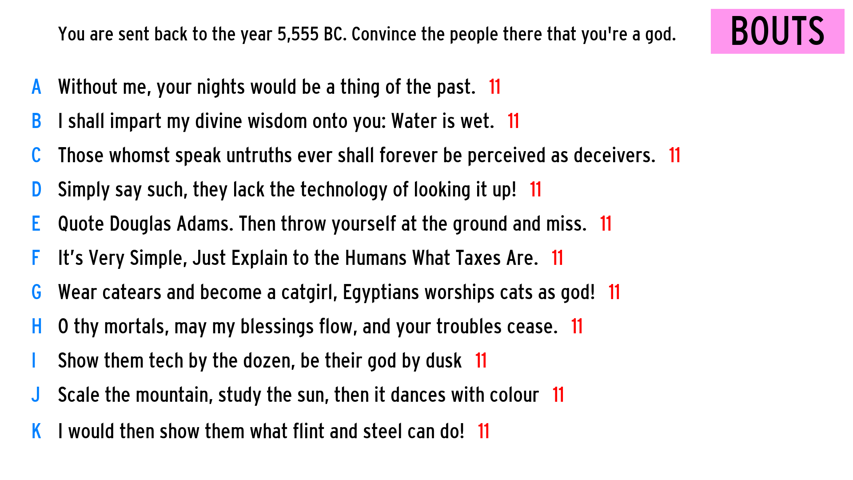 You are sent back to the year 5,555 BC. Convince the people there that you're a god.
BOUTS
A Without me, your nights would be a thing of the past. 11
B I shall impart my divine wisdom onto you: Water is wet. 11
C Those whomst speak untruths ever shall forever be perceived as deceivers. 11
D Simply say such, they lack the technology of looking it up! 11
E Quote Douglas Adams. Then throw yourself at the ground and miss. 11
F It’s Very Simple, Just Explain to the Humans What Taxes Are. 11
G Wear catears and become a catgirl, Egyptians worships cats as god! 11
H O thy mortals, may my blessings flow, and your troubles cease. 11
I Show them tech by the dozen, be their god by dusk 11
J Scale the mountain, study the sun, then it dances with colour 11
K I would then show them what flint and steel can do! 11